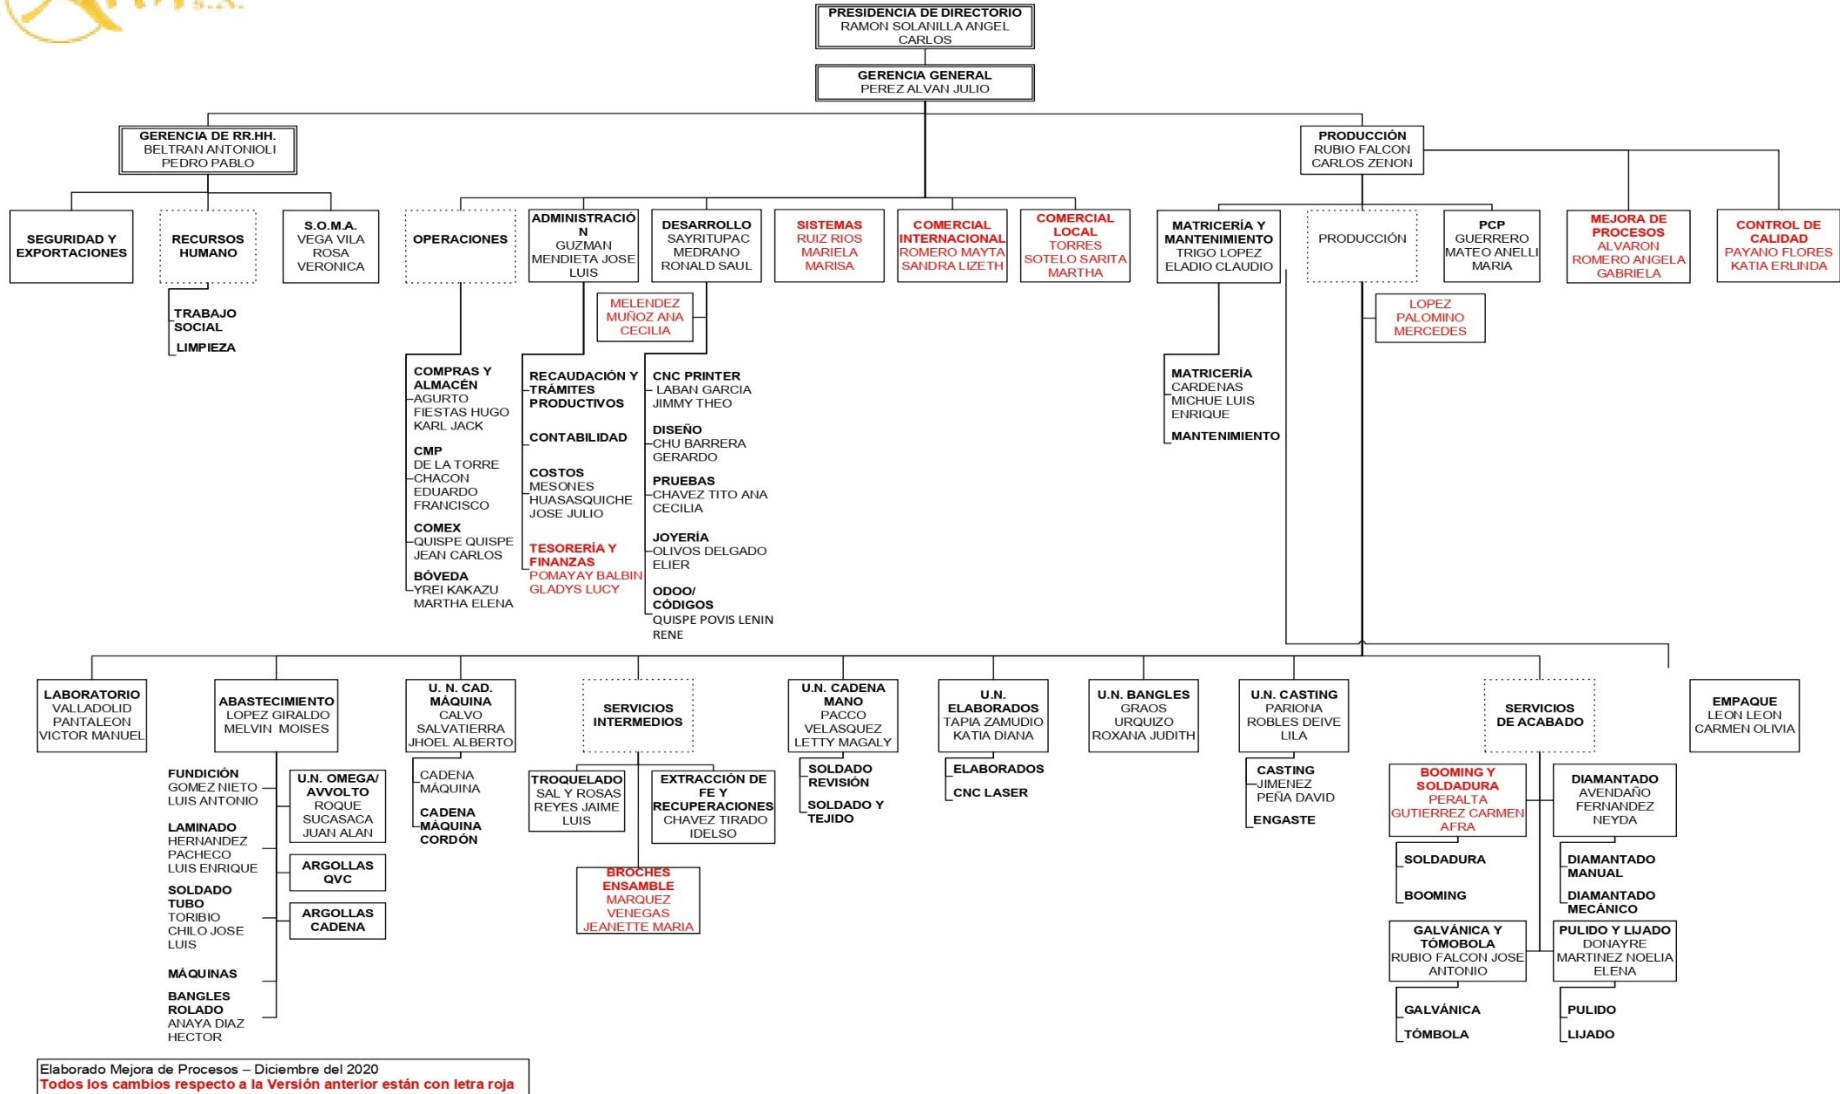 S.A.
PRESIDENCIA DE DIRECTORIO
RAMON SOLANILLA ANGEL
CARLOS
GERENCIA GENERAL
PEREZ ALVAN JULIO
GERENCIA DE RR.HH.
BELTRAN ANTONIOLI
PEDRO PABLO
PRODUCCIÓN
RUBIO FALCON
CARLOS ZENON
SEGURIDAD Y
EXPORTACIONES
RECURSOS
HUMANO
S.O.M.A.
VEGA VILA
ROSA
VERONICA
OPERACIONES
ADMINISTRACIÓ
N
GUZMAN
MENDIETA JOSE
LUIS
DESARROLLO
SAYRITUPAC
MEDRANO
RONALD SAUL
SISTEMAS
RUIZ RIOS
MARIELA
MARISA
COMERCIAL
INTERNACIONAL
ROMERO MAYTA
SANDRA LIZETH
COMERCIAL
LOCAL
TORRES
SOTELO SARITA
MARTHA
MATRICERÍA Y
MANTENIMIENTO
TRIGO LOPEZ
ELADIO CLAUDIO
PRODUCCIÓN
PCP
GUERRERO
MATEO ANELLI
MARIA
MEJORA DE
PROCESOS
ALVARON
ROMERO ANGELA
GABRIELA
CONTROL DE
CALIDAD
PAYANO FLORES
KATIA ERLINDA
TRABAJO
SOCIAL
LIMPIEZA
MELENDEZ
MUÑOZ ANA
CECILIA
LOPEZ
PALOMINO
MERCEDES
COMPRAS Y
ALMACÉN
AGURTO
FIESTAS HUGO
KARL JACK
CMP
DE LA TORRE
CHACON
EDUARDO
FRANCISCO
COMEX
QUISPE QUISPE
JEAN CARLOS
BÓVEDA
YREI KAKAZU
MARTHA ELENA
RECAUDACIÓN Y
TRÁMITES
PRODUCTIVOS
CONTABILIDAD
COSTOS
MESONES
HUASASQUICHE
JOSE JULIO
TESORERÍA Y
FINANZAS
POMAYAY BALBIN
GLADYS LUCY
CNC PRINTER
LABAN GARCIA
JIMMY THEO
DISEÑO
CHU BARRERA
GERARDO
PRUEBAS
CHAVEZ TITO ANA
CECILIA
JOYERÍA
OLIVOS DELGADO
ELIER
ODOO/
CÓDIGOS
QUISPE POVIS LENIN
RENE
MATRICERÍA
CARDENAS
MICHUE LUIS
ENRIQUE
MANTENIMIENTO
LABORATORIO
VALLADOLID
PANTALEON
VICTOR MANUEL
ABASTECIMIENTO
LOPEZ GIRALDO
MELVIN MOISES
U. N. CAD.
MÁQUINA
CALVO
SALVATIERRA
JHOEL ALBERTO
SERVICIOS
INTERMEDIOS
U.N. CADENA
MANO
PACCO
VELASQUEZ
LETTY MAGALY
U.N.
ELABORADOS
TAPIA ZAMUDIO
KATIA DIANA
U.N. BANGLES
GRAOS
URQUIZO
ROXANA JUDITH
U.N. CASTING
PARIONA
ROBLES DEIVE
LILA
SERVICIOS
DE ACABADO
EMPAQUE
LEON LEON
CARMEN OLIVIA
FUNDICIÓN
GOMEZ NIETO
LUIS ANTONIO
LAMINADO
HERNANDEZ
PACHECO
LUIS ENRIQUE
SOLDADO
TUBO
TORIBIO
CHILO JOSE
LUIS
MÁQUINAS
BANGLES
ROLADO
ANAYA DIAZ
HECTOR
U.N. OMEGA/
AVVOLTO
ROQUE
SUCASACA
JUAN ALAN
ARGOLLAS
QVC
ARGOLLAS
CADENA
CADENA
MÁQUINA
CADENA
MÁQUINA
CORDÓN
TROQUELADO
SAL Y ROSAS
REYES JAIME
LUIS
EXTRACCIÓN DE
FE Y
RECUPERACIONES
CHAVEZ TIRADO
IDELSO
BROCHES
ENSAMBLE
MARQUEZ
VENEGAS
JEANETTE MARIA
SOLDADO
REVISIÓN
SOLDADO Y
TEJIDO
ELABORADOS
CNC LASER
CASTING
JIMENEZ
PEÑA DAVID
ENGASTE
BOOMING Y
SOLDADURA
PERALTA
GUTIERREZ CARMEN
AFRA
SOLDADURA
BOOMING
DIAMANTADO
AVENDAÑO
FERNANDEZ
NEYDA
DIAMANTADO
MANUAL
DIAMANTADO
MECÁNICO
GALVÁNICA Y
TÓMOBOLA
RUBIO FALCON JOSE
ANTONIO
GALVÁNICA
TÓMBOLA
PULIDO Y LIJADO
DONAYRE
MARTINEZ NOELIA
ELENA
PULIDO
LIJADO
Elaborado Mejora de Procesos – Diciembre del 2020
Todos los cambios respecto a la Versión anterior están con letra roja